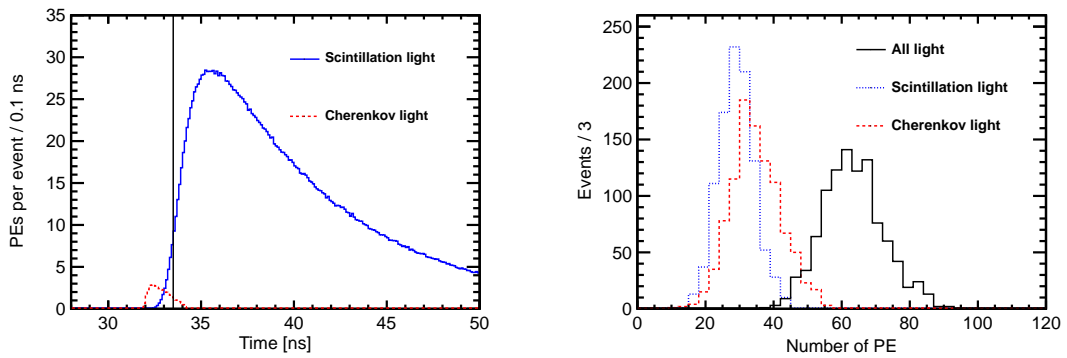 PEs per event / 0.1 ns
35
30
25
20
15
10
5
0
Scintillation light
Cherenkov light
30 35 40 45 50
Time [ns]
Events / 3
250
200
150
100
50
0
All light
Scintillation light
Cherenkov light
0 20 40 60 80 100 120
Number of PE